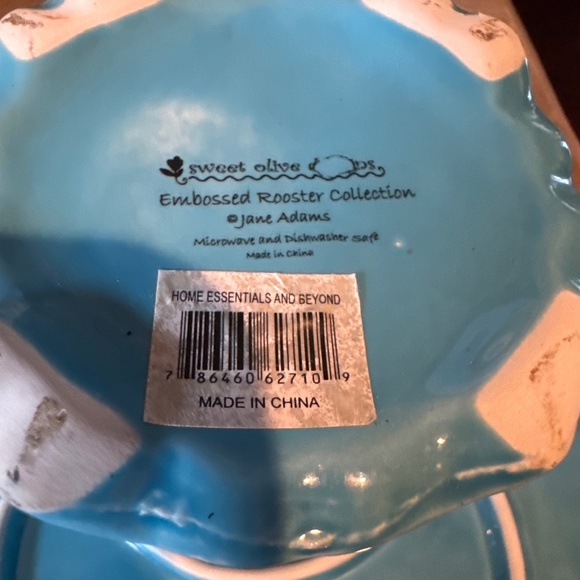 sweet olive
Embossed Rooster Collection
©Jane Adams
Microwave and Dishwasher safe
Made in China
HOME ESSENTIALS AND BEYOND
7 86460 62710 9
MADE IN CHINA